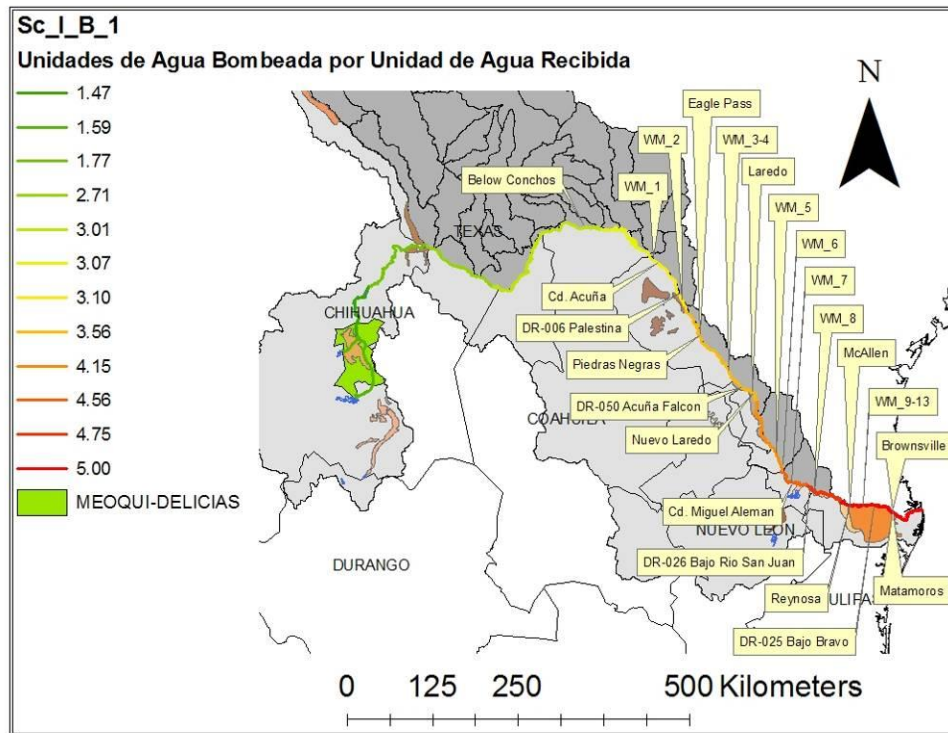 Sc_I_B_1
Unidades de Agua Bombeada por Unidad de Agua Recibida
1.47
1.59
1.77
2.71
3.01
3.07
3.10
3.56
4.15
4.56
4.75
5.00
MEOQUI-DELICIAS
N
Eagle Pass
WM_2
WM_3-4
Laredo
Below Conchos
WM_1
WM_5
TEXAS
WM_6
WM_7
Cd. Acuña
CHIHUAHUA
WM_8
DR-006 Palestina
McAllen
Piedras Negras
WM_9-13
DR-050 Acuña Falcon
COAHUILA
Nuevo Laredo
Brownsville
Cd. Miguel Aleman
NUEVO LEON
DR-026 Bajo Rio San Juan
DURANGO
Matamoros
Reynosa
ULIPAS
DR-025 Bajo Bravo
0 125 250 500 Kilometers